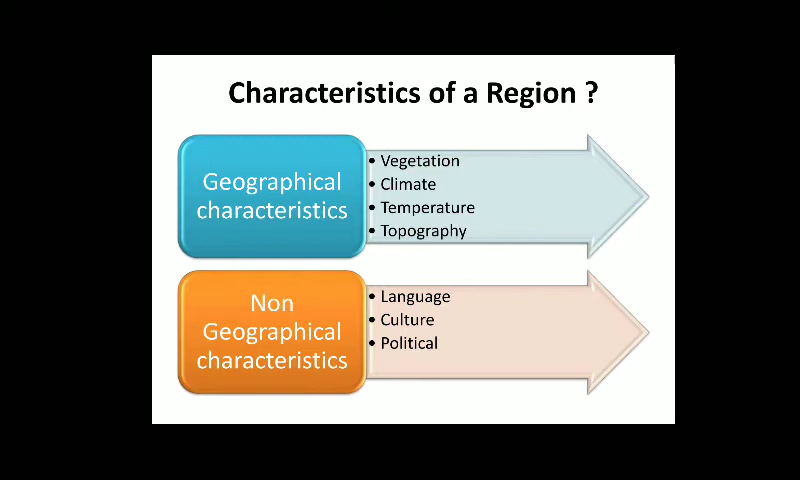 Characteristics of a Region ?
Geographical
characteristics
• Vegetation
• Climate
• Temperature
• Topography
Non
Geographical
characteristics
• Language
• Culture
• Political